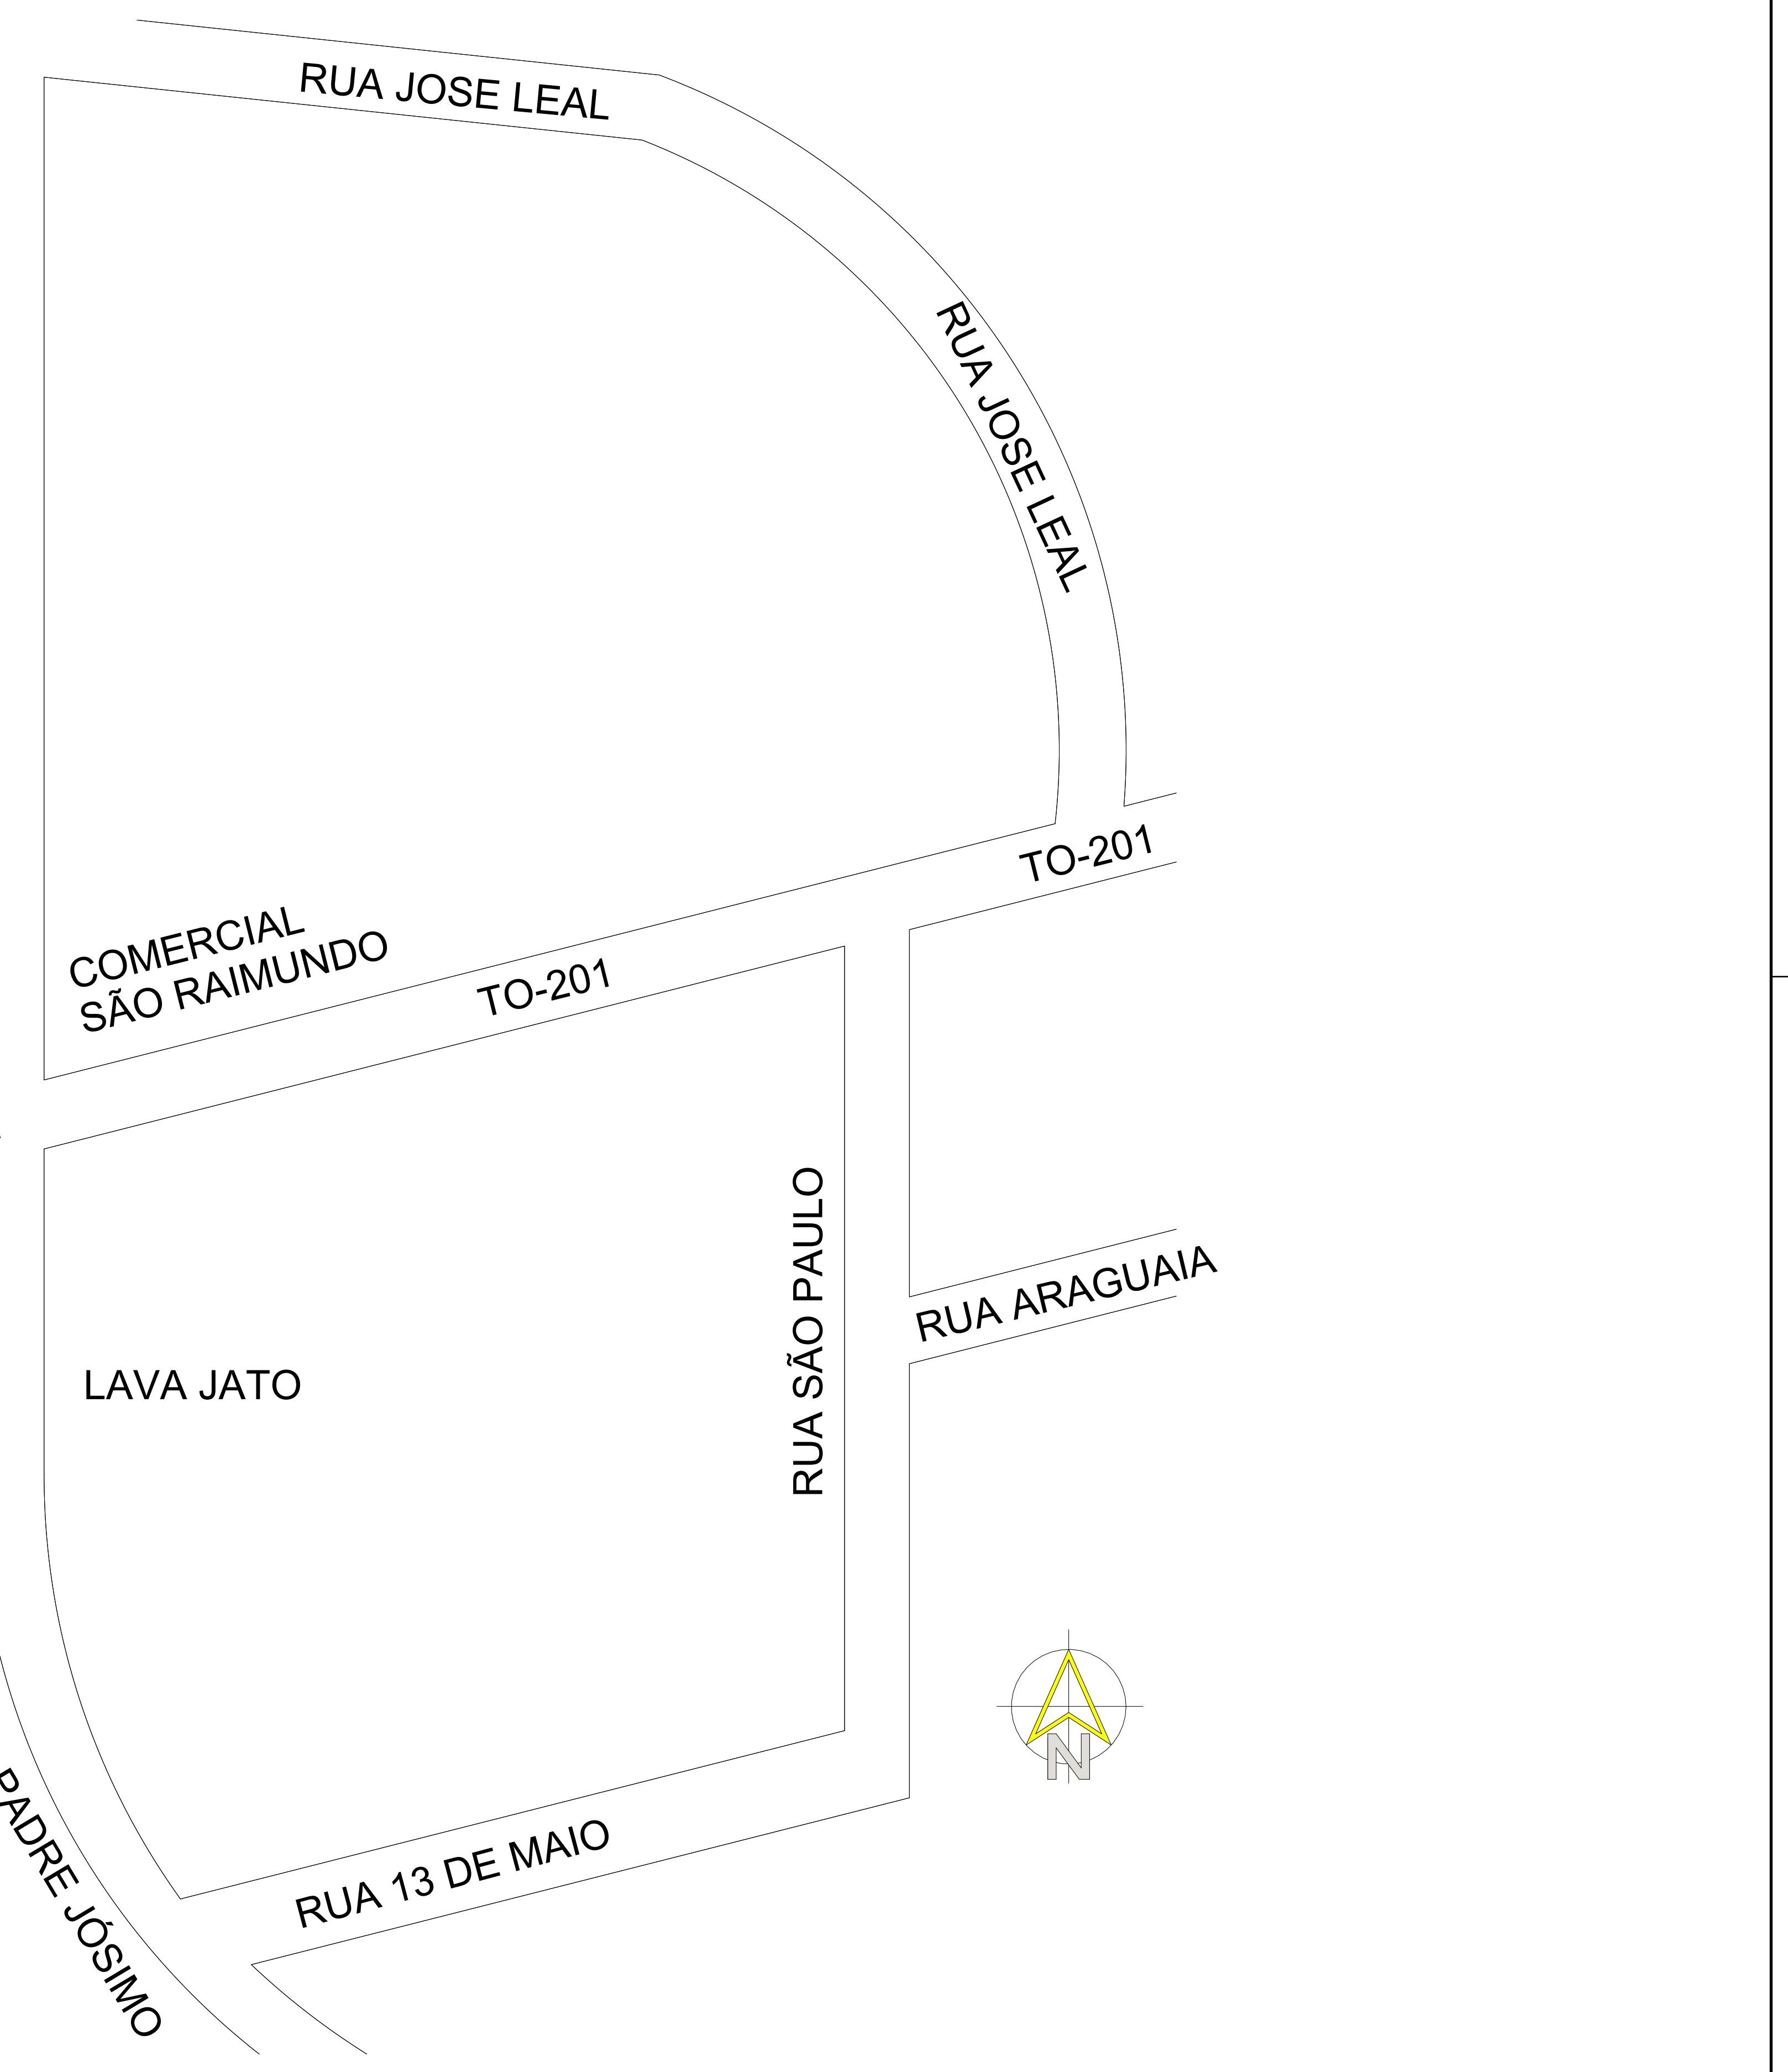 RUA JOSE LEAL
RUA JOSE LEAL
TO-201
COMERCIAL
SÃO RAIMUNDO
TO-201
RUA SÃO PAULO
RUA ARAGUAIA
LAVA JATO
N
RUA 13 DE MAIO
PADRE JÓSIMO